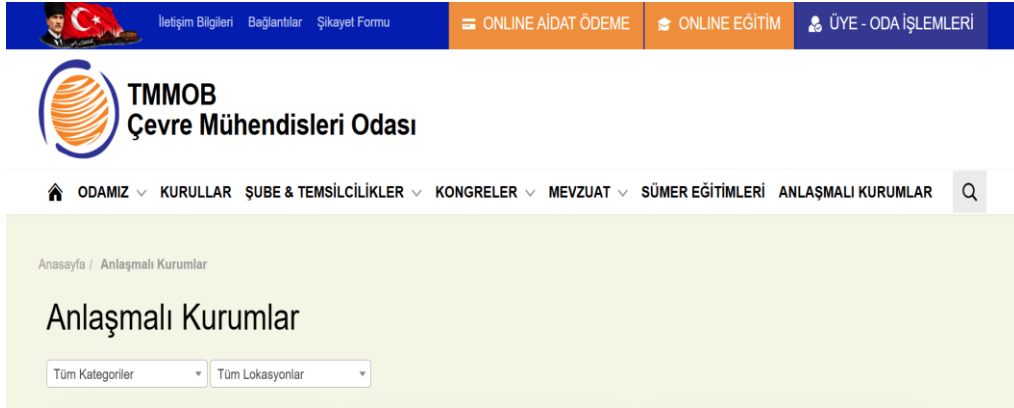 İletişim Bilgileri Bağlantılar Şikayet Formu ONLINE AİDAT ÖDEME ONLINE EĞİTİM ÜYE - ODA İŞLEMLERİ
TMMOB
Çevre Mühendisleri Odası
ODAMIZ KURULLAR ŞUBE & TEMSİLCİLİKLER KONGRELER MEVZUAT SÜMER EĞİTİMLERİ ANLAŞMALI KURUMLAR
Anasayfa / Anlaşmalı Kurumlar
Anlaşmalı Kurumlar
Tüm Kategoriler Tüm Lokasyonlar